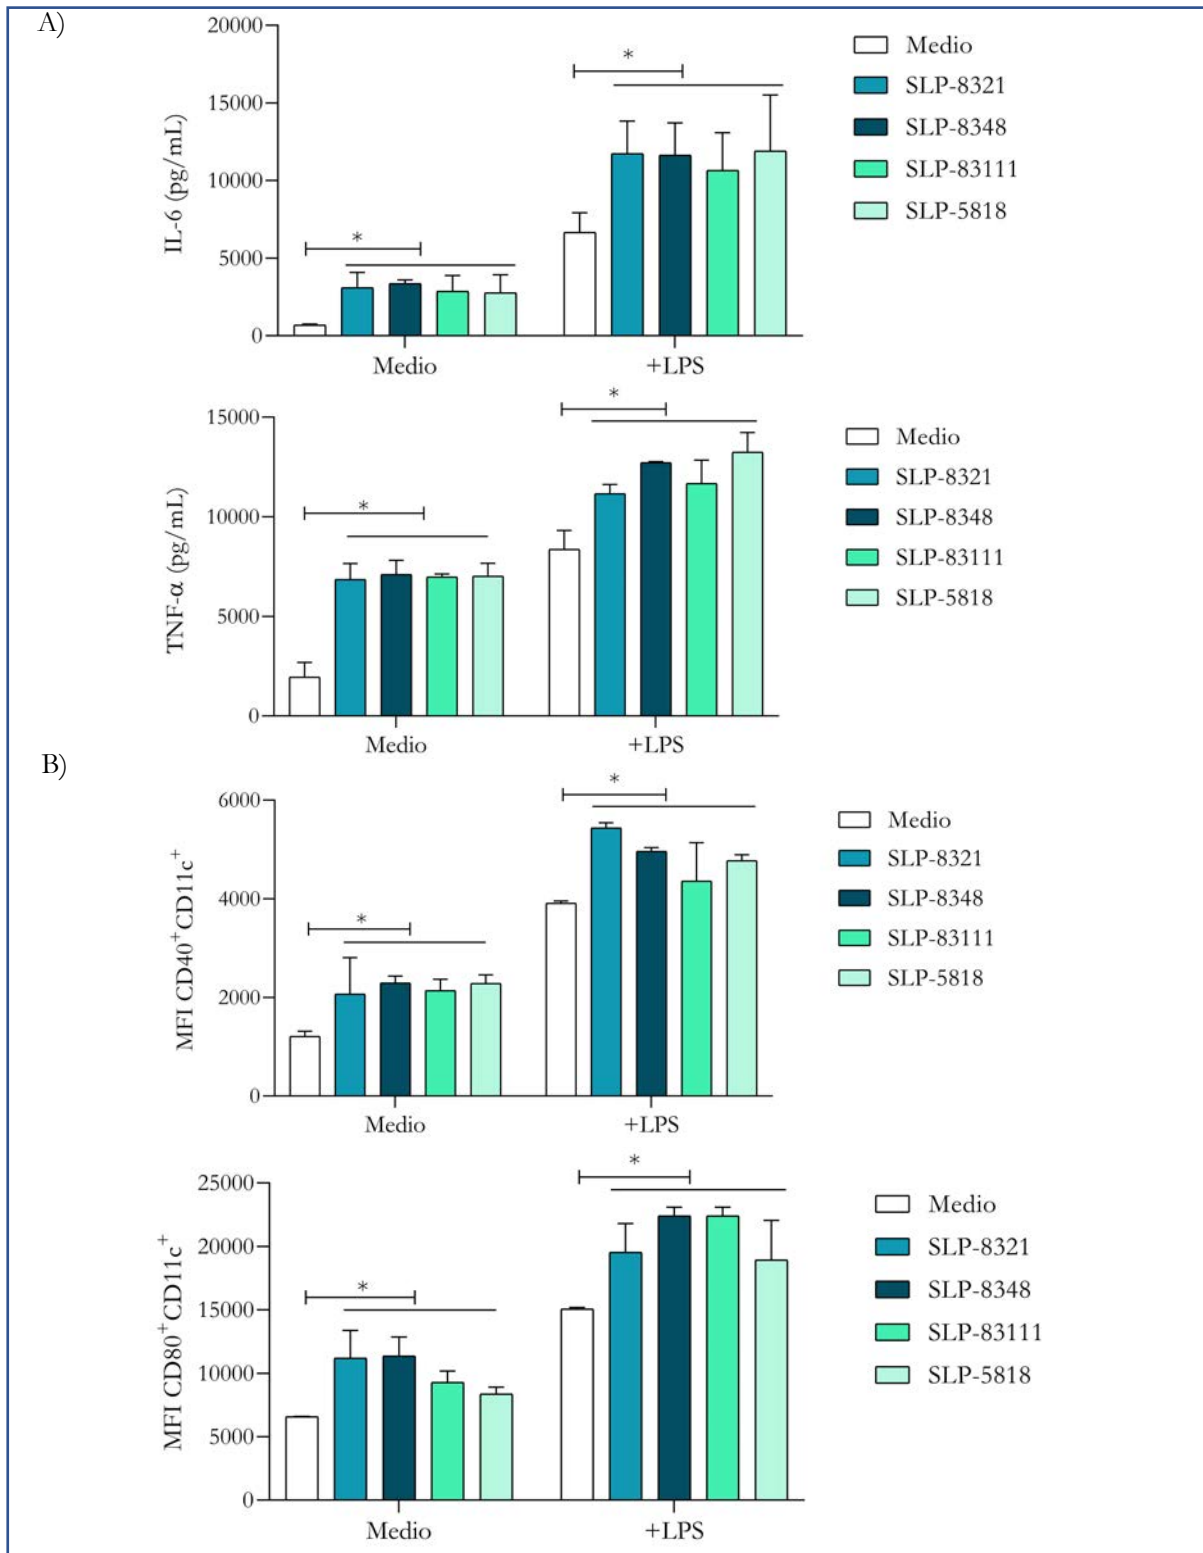 A)
20000
15000
10000
5000
0
IL-6 (pg/mL)
*
*
Medio
+LPS
Medio
SLP-8321
SLP-8348
SLP-83111
SLP-5818
15000
10000
5000
0
TNF-α (pg/mL)
*
*
Medio
+LPS
Medio
SLP-8321
SLP-8348
SLP-83111
SLP-5818
B)
6000
4000
2000
0
MFI CD40⁺CD11c⁺
*
*
Medio
+LPS
Medio
SLP-8321
SLP-8348
SLP-83111
SLP-5818
25000
20000
15000
10000
5000
0
MFI CD80⁺CD11c⁺
*
*
Medio
+LPS
Medio
SLP-8321
SLP-8348
SLP-83111
SLP-5818